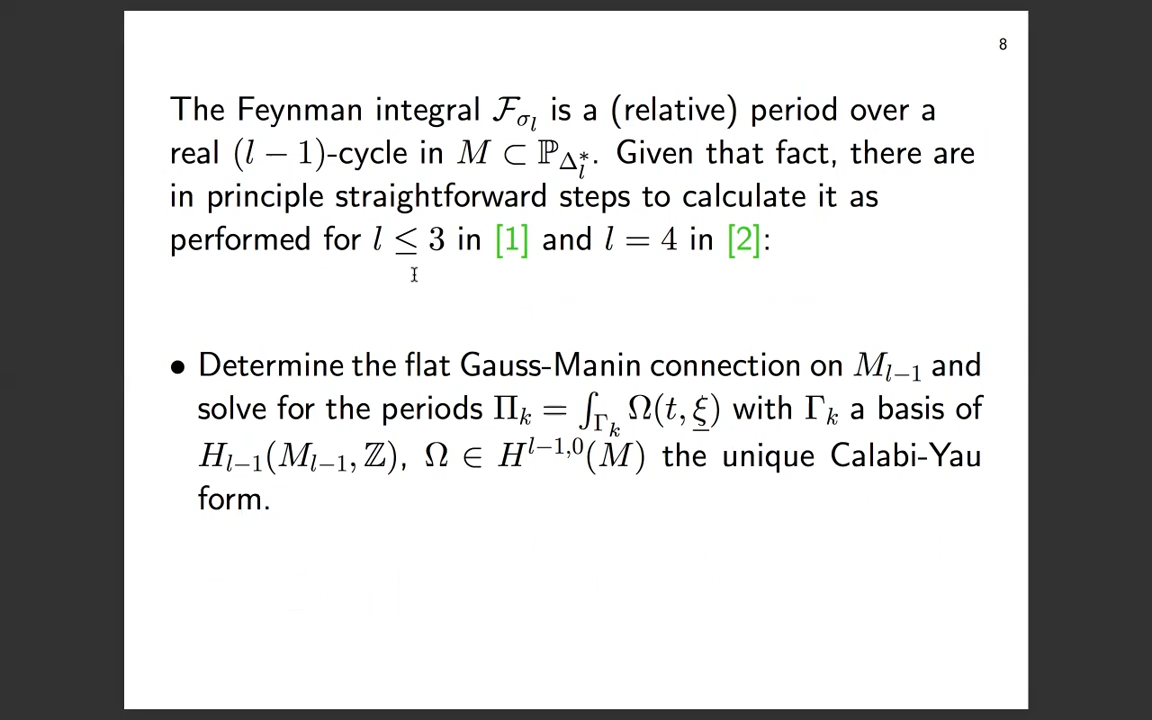 8
The Feynman integral $\mathcal{F}_{\sigma_l}$ is a (relative) period over a
real $(l-1)$-cycle in $M \subset \mathbb{P}_{\Delta_l^*}$. Given that fact, there are
in principle straightforward steps to calculate it as
performed for $l \leq 3$ in [1] and $l = 4$ in [2]:
• Determine the flat Gauss-Manin connection on $M_{l-1}$ and
solve for the periods $\Pi_k = \int_{\Gamma_k} \Omega(t, \underline{\xi})$ with $\Gamma_k$ a basis of
$H_{l-1}(M_{l-1}, \mathbb{Z})$, $\Omega \in H^{l-1,0}(M)$ the unique Calabi-Yau
form.